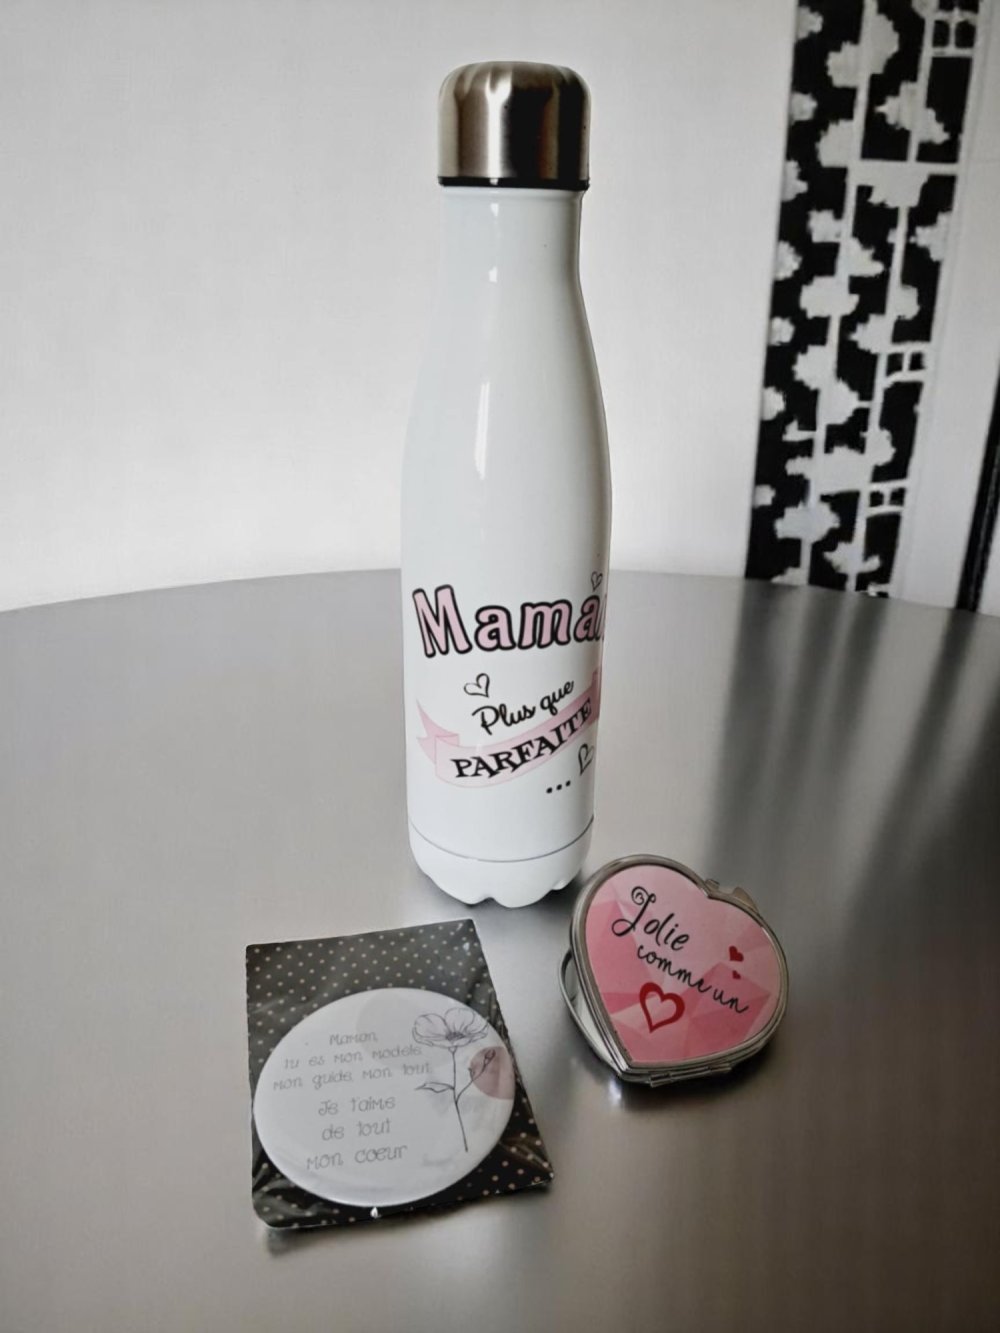 Maman
Plus que
PARFAITE
...
Jolie
comme un
Maman,
Tu es mon modèle,
mon guide, mon tout.
Je t'aime
de tout
mon coeur